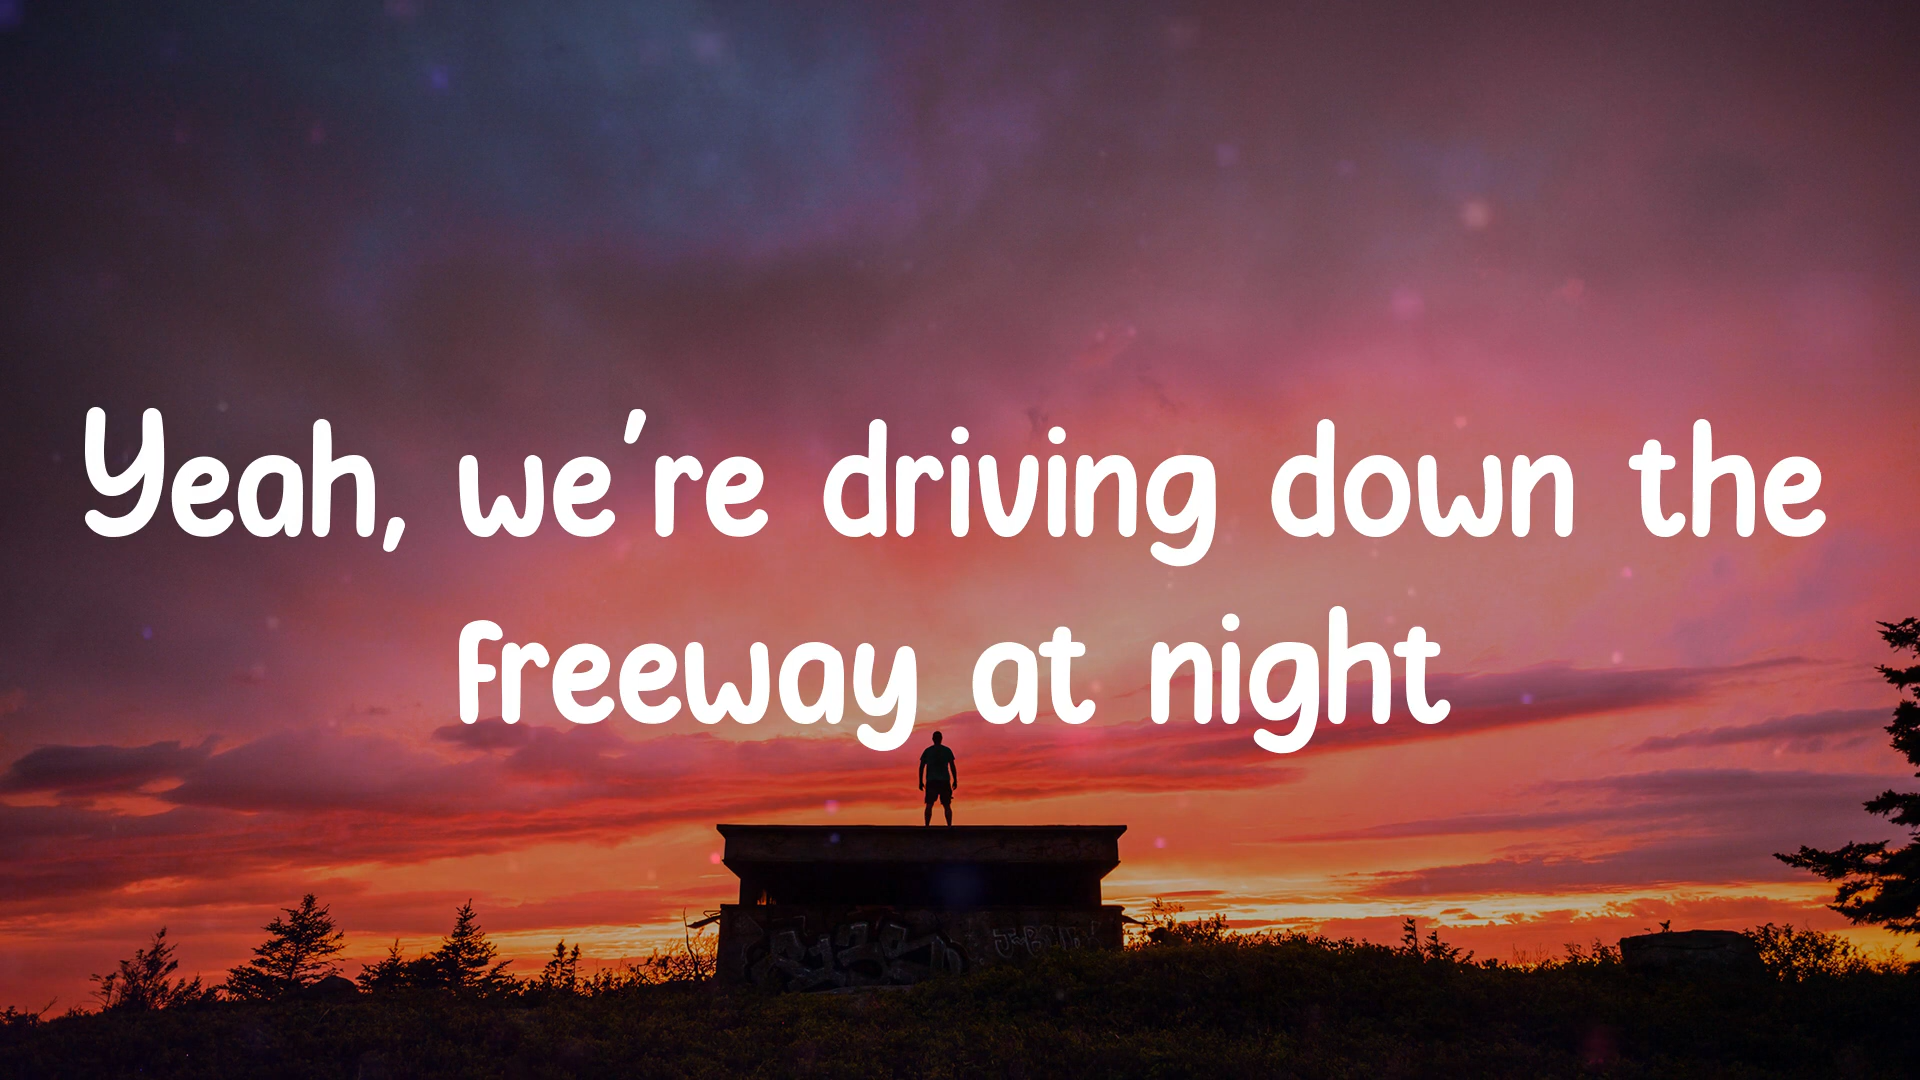 Yeah, we're driving down the
freeway at night